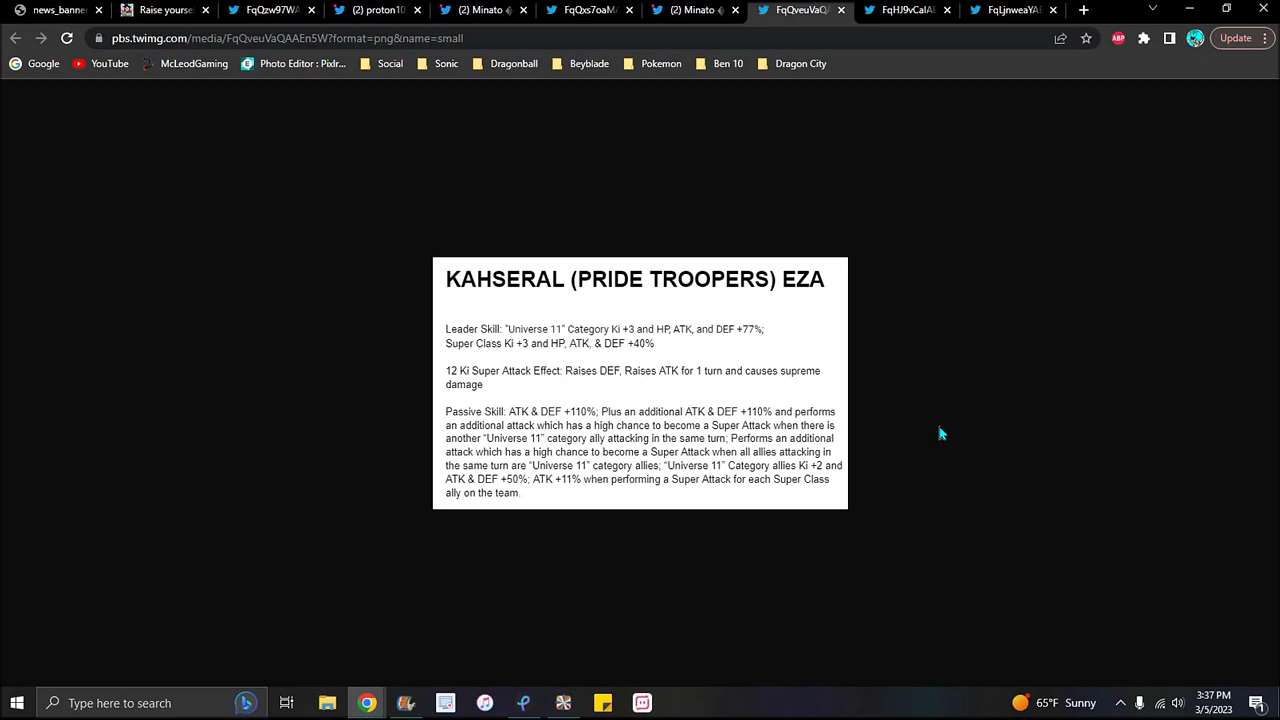 news_banne
Raise yourse
FqQzw97WA
(2) proton10
(2) Minato
FqQxs7oaMA
(2) Minato
FqQveuVaQ
FqHJ9vCaIAE
FqLjnweaYAE
pbs.twimg.com/media/FqQveuVaQAAEn5W?format=png&name=small
ABP
Update
Google
YouTube
McLeodGaming
Photo Editor : Pixlr...
Social
Sonic
Dragonball
Beyblade
Pokemon
Ben 10
Dragon City
KAHSERAL (PRIDE TROOPERS) EZA
Leader Skill: "Universe 11" Category Ki +3 and HP, ATK, and DEF +77%;
Super Class Ki +3 and HP, ATK, & DEF +40%
12 Ki Super Attack Effect: Raises DEF, Raises ATK for 1 turn and causes supreme
damage
Passive Skill: ATK & DEF +110%; Plus an additional ATK & DEF +110% and performs
an additional attack which has a high chance to become a Super Attack when there is
another “Universe 11” category ally attacking in the same turn; Performs an additional
attack which has a high chance to become a Super Attack when all allies attacking in
the same turn are “Universe 11” category allies; “Universe 11” Category allies Ki +2 and
ATK & DEF +50%; ATK +11% when performing a Super Attack for each Super Class
ally on the team.
Type here to search
65°F Sunny
3:37 PM
3/5/2023